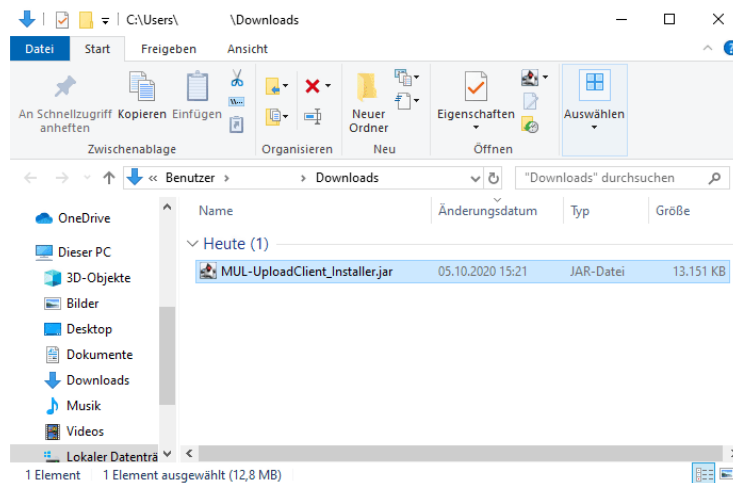 C:\Users\ \Downloads
Datei Start Freigeben Ansicht
An Schnellzugriff anheften
Kopieren
Einfügen
Neuer Ordner
Eigenschaften
Auswählen
Zwischenablage Organisieren Neu Öffnen
« Benutzer › › Downloads
"Downloads" durchsuchen
Name Änderungsdatum Typ Größe
OneDrive
Dieser PC
3D-Objekte
Bilder
Desktop
Dokumente
Downloads
Musik
Videos
Lokaler Datenträ
Heute (1)
MUL-UploadClient_Installer.jar 05.10.2020 15:21 JAR-Datei 13.151 KB
1 Element 1 Element ausgewählt (12,8 MB)